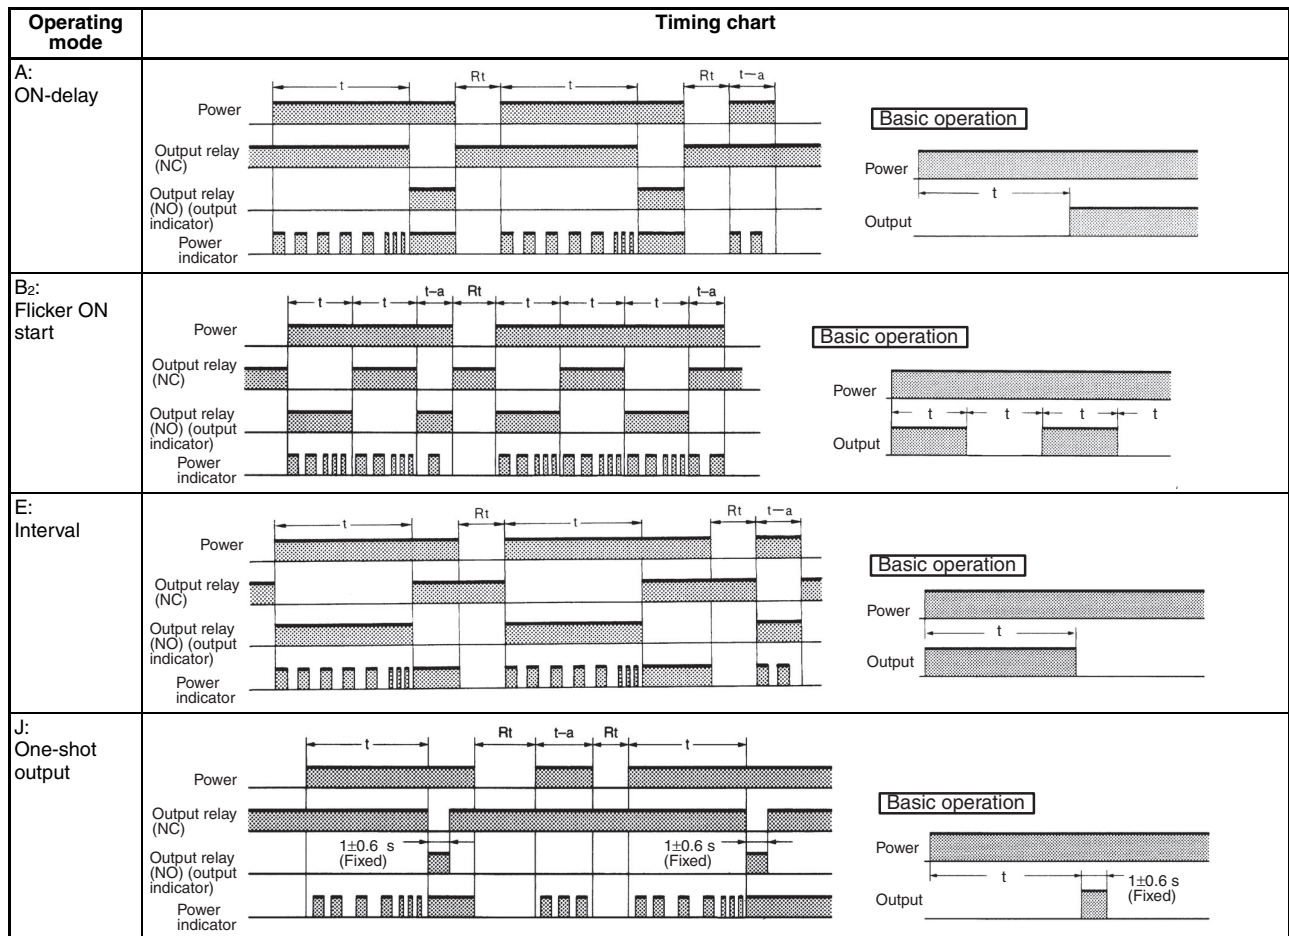 Operating mode
Timing chart
A:
ON-delay
t
Rt
t
Rt
t–a
Power
Output relay
(NC)
Output relay
(NO) (output
indicator)
Power
indicator
Basic operation
Power
t
Output
B2:
Flicker ON
start
t
t
t–a
Rt
t
t
t
t–a
Power
Output relay
(NC)
Output relay
(NO) (output
indicator)
Power
indicator
Basic operation
Power
t
t
t
t
Output
E:
Interval
t
Rt
t
Rt
t–a
Power
Output relay
(NC)
Output relay
(NO) (output
indicator)
Power
indicator
Basic operation
Power
t
Output
J:
One-shot
output
t
Rt
t–a
Rt
t
Power
Output relay
(NC)
1±0.6 s
(Fixed)
1±0.6 s
(Fixed)
Output relay
(NO) (output
indicator)
Power
indicator
Basic operation
Power
t
1±0.6 s
(Fixed)
Output